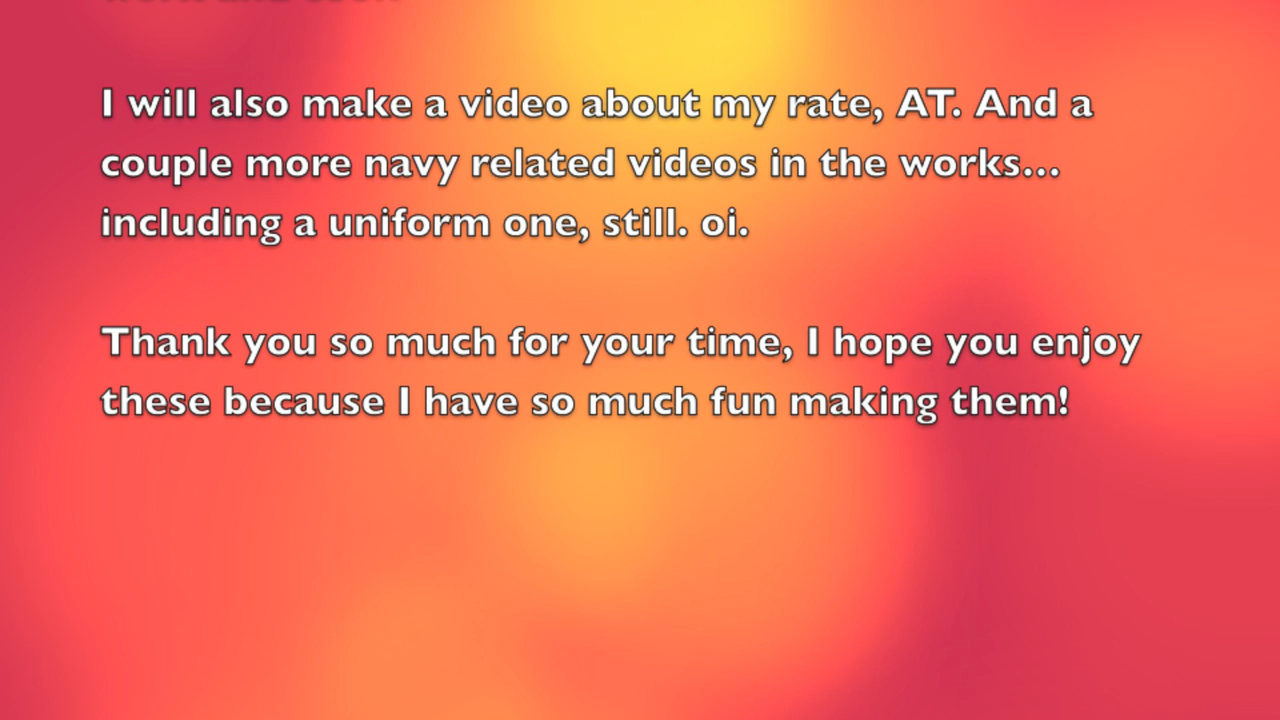 I will also make a video about my rate, AT. And a
couple more navy related videos in the works...
including a uniform one, still. oi.
Thank you so much for your time, I hope you enjoy
these because I have so much fun making them!